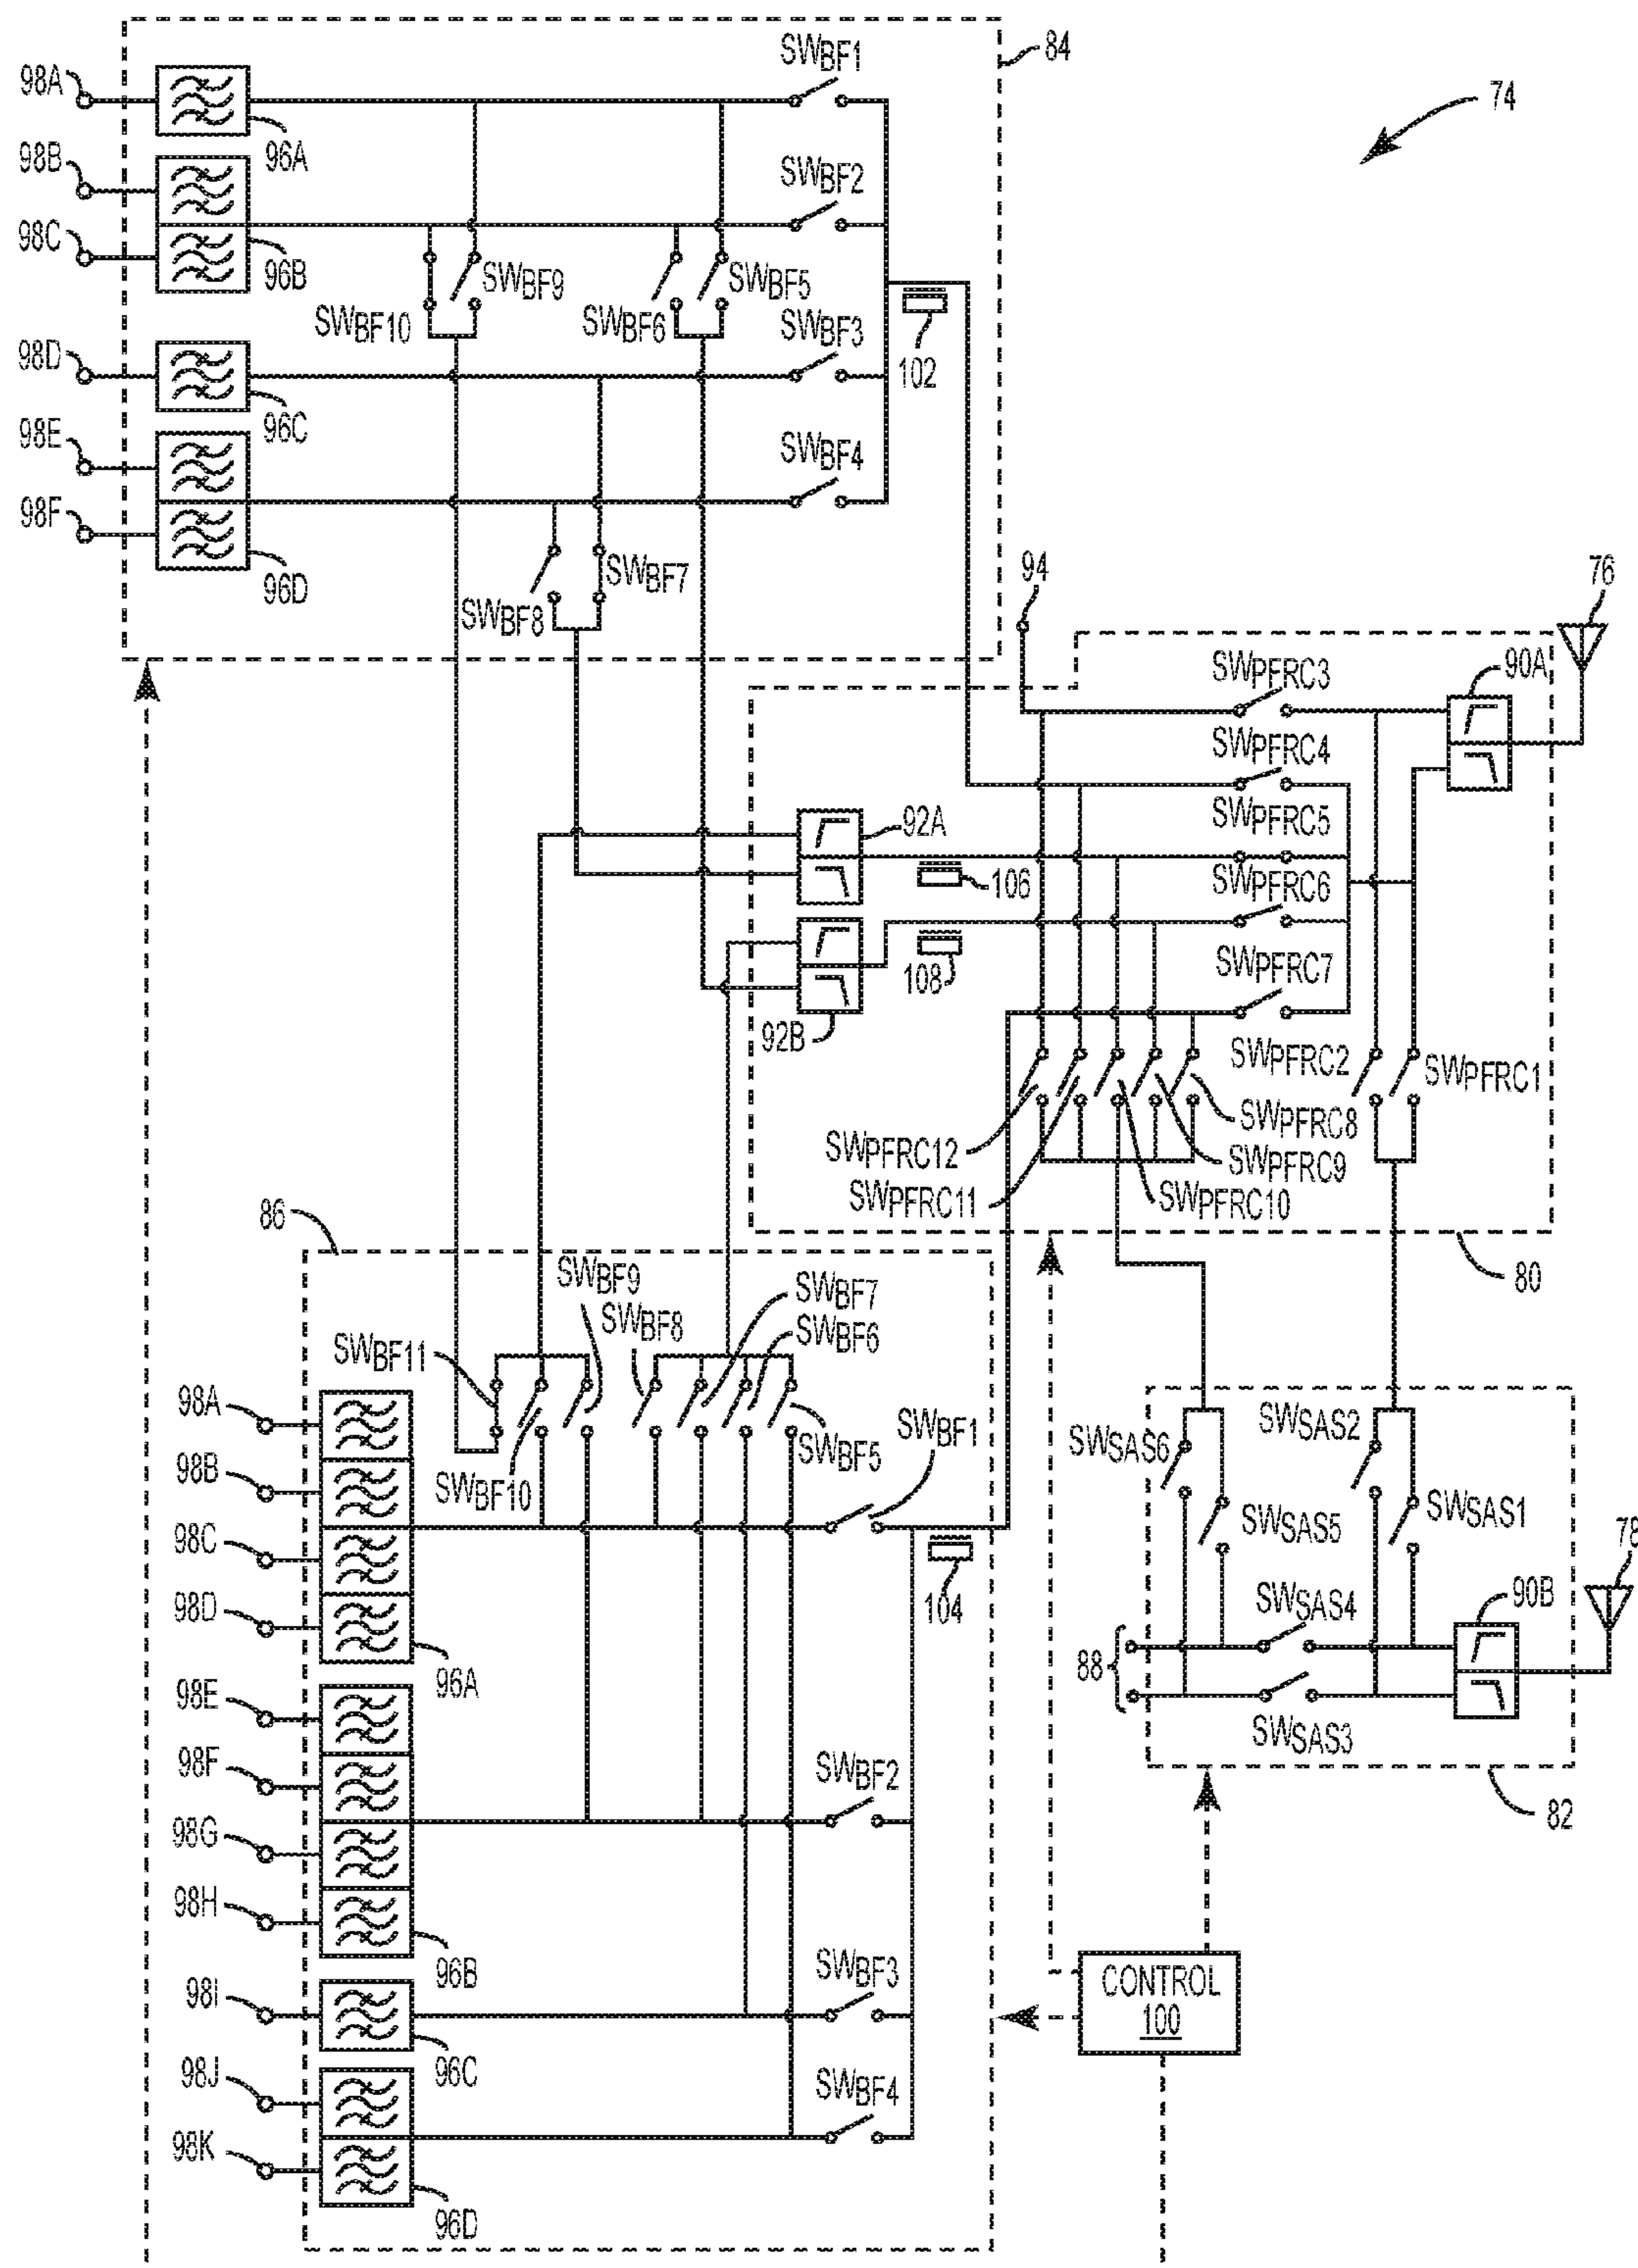 84
74
98A
96A
SWBF1
98B
98C
96B
SWBF2
SWBF9
SWBF10
SWBF5
SWBF6
SWBF3
102
98D
96C
98E
98F
96D
SWBF4
SWBF7
SWBF8
94
76
90A
SWPFRC3
SWPFRC4
SWPFRC5
SWPFRC6
SWPFRC7
92A
106
108
92B
SWPFRC2
SWPFRC1
SWPFRC8
SWPFRC12
SWPFRC9
SWPFRC11
SWPFRC10
80
86
SWBF9
SWBF8
SWBF7
SWBF6
SWBF11
SWBF10
SWBF5
SWBF1
104
98A
98B
98C
98D
96A
98E
98F
98G
98H
96B
SWBF2
98I
96C
SWBF3
98J
98K
96D
SWBF4
SWSAS6
SWSAS2
SWSAS5
SWSAS1
SWSAS4
SWSAS3
88
90B
78
82
CONTROL
100